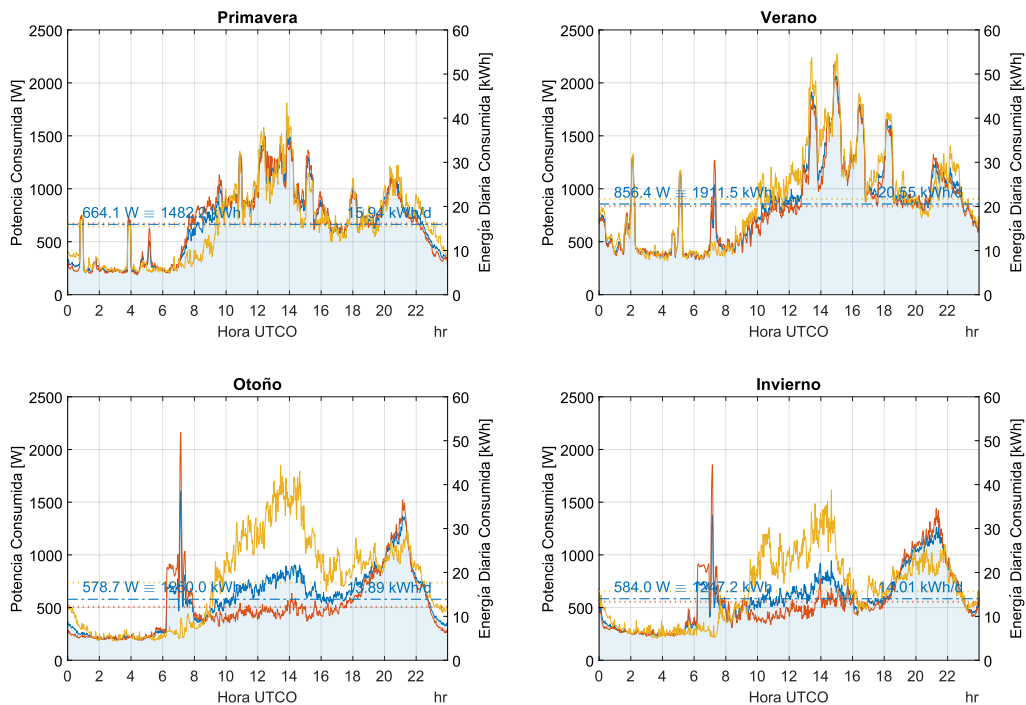 Primavera
Potencia Consumida [W]
2500
2000
1500
1000
500
0
664.1 W ≡ kWh
15.94 kWh/d
60
50
40
30
20
10
0
Energía Diaria Consumida [kWh]
0 2 4 6 8 10 12 14 16 18 20 22
Hora UTCO
hr
Verano
Potencia Consumida [W]
2500
2000
1500
1000
500
0
856.4 W ≡ 1911.5 kWh
20.55 kWh/d
60
50
40
30
20
10
0
Energía Diaria Consumida [kWh]
0 2 4 6 8 10 12 14 16 18 20 22
Hora UTCO
hr
Otoño
Potencia Consumida [W]
2500
2000
1500
1000
500
0
578.7 W ≡ 1250.0 kWh
13.89 kWh/d
60
50
40
30
20
10
0
Energía Diaria Consumida [kWh]
0 2 4 6 8 10 12 14 16 18 20 22
Hora UTCO
hr
Invierno
Potencia Consumida [W]
2500
2000
1500
1000
500
0
584.0 W ≡ 1247.2 kWh
14.01 kWh/d
60
50
40
30
20
10
0
Energía Diaria Consumida [kWh]
0 2 4 6 8 10 12 14 16 18 20 22
Hora UTCO
hr